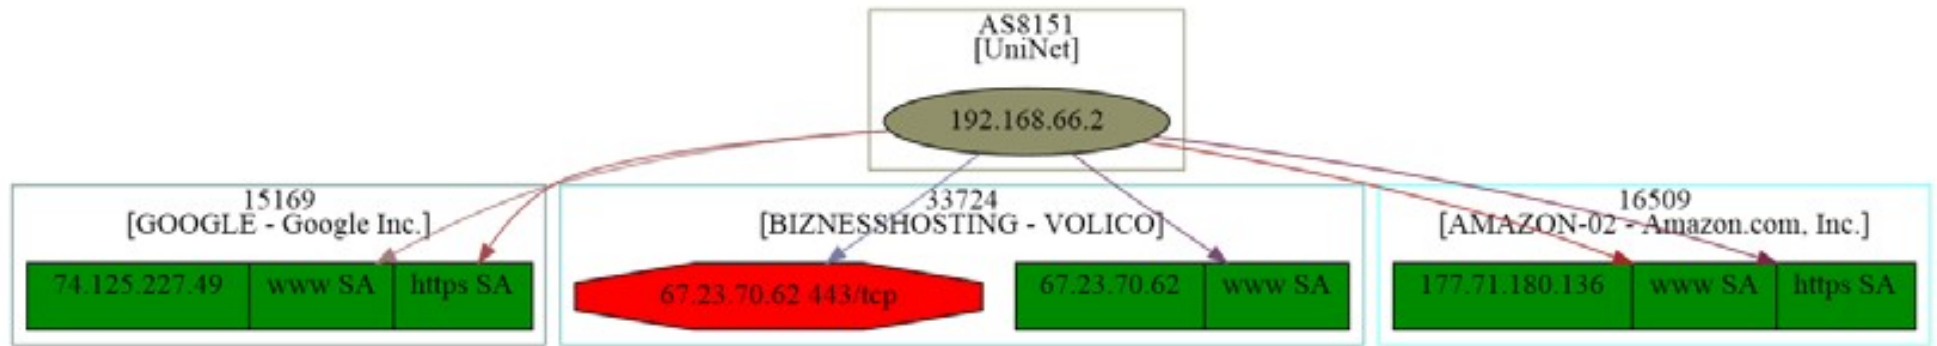 AS8151
[UniNet]
192.168.66.2
15169
[GOOGLE - Google Inc.]
74.125.227.49 www SA https SA
33724
[BIZNESSHOSTING - VOLICO]
67.23.70.62 443/tcp
67.23.70.62 www SA
16509
[AMAZON-02 - Amazon.com, Inc.]
177.71.180.136 www SA https SA